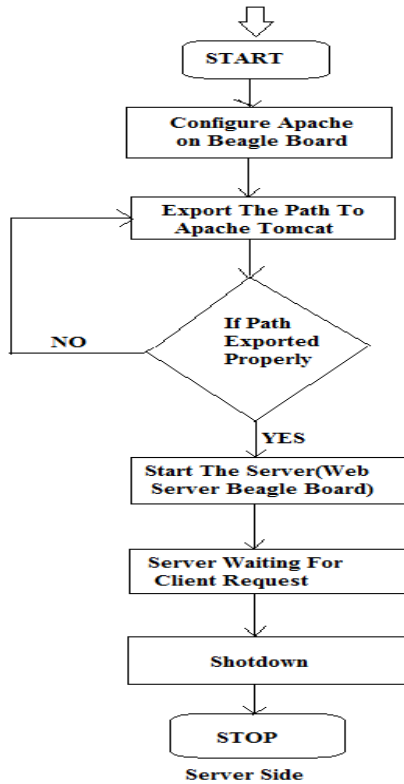 START
Configure Apache
on Beagle Board
Export The Path To
Apache Tomcat
If Path
Exported
Properly
NO
YES
Start The Server(Web
Server Beagle Board)
Server Waiting For
Client Request
Shotdown
STOP
Server Side